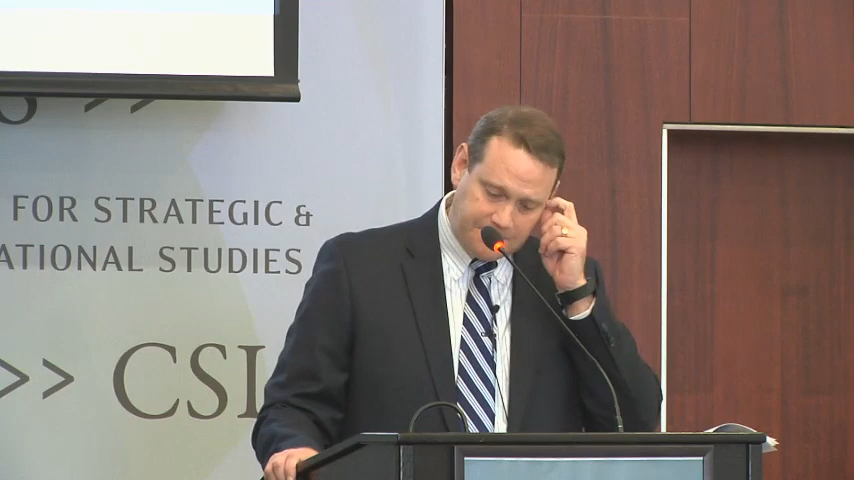 >>
FOR STRATEGIC &
ATIONAL STUDIES
>> CSI